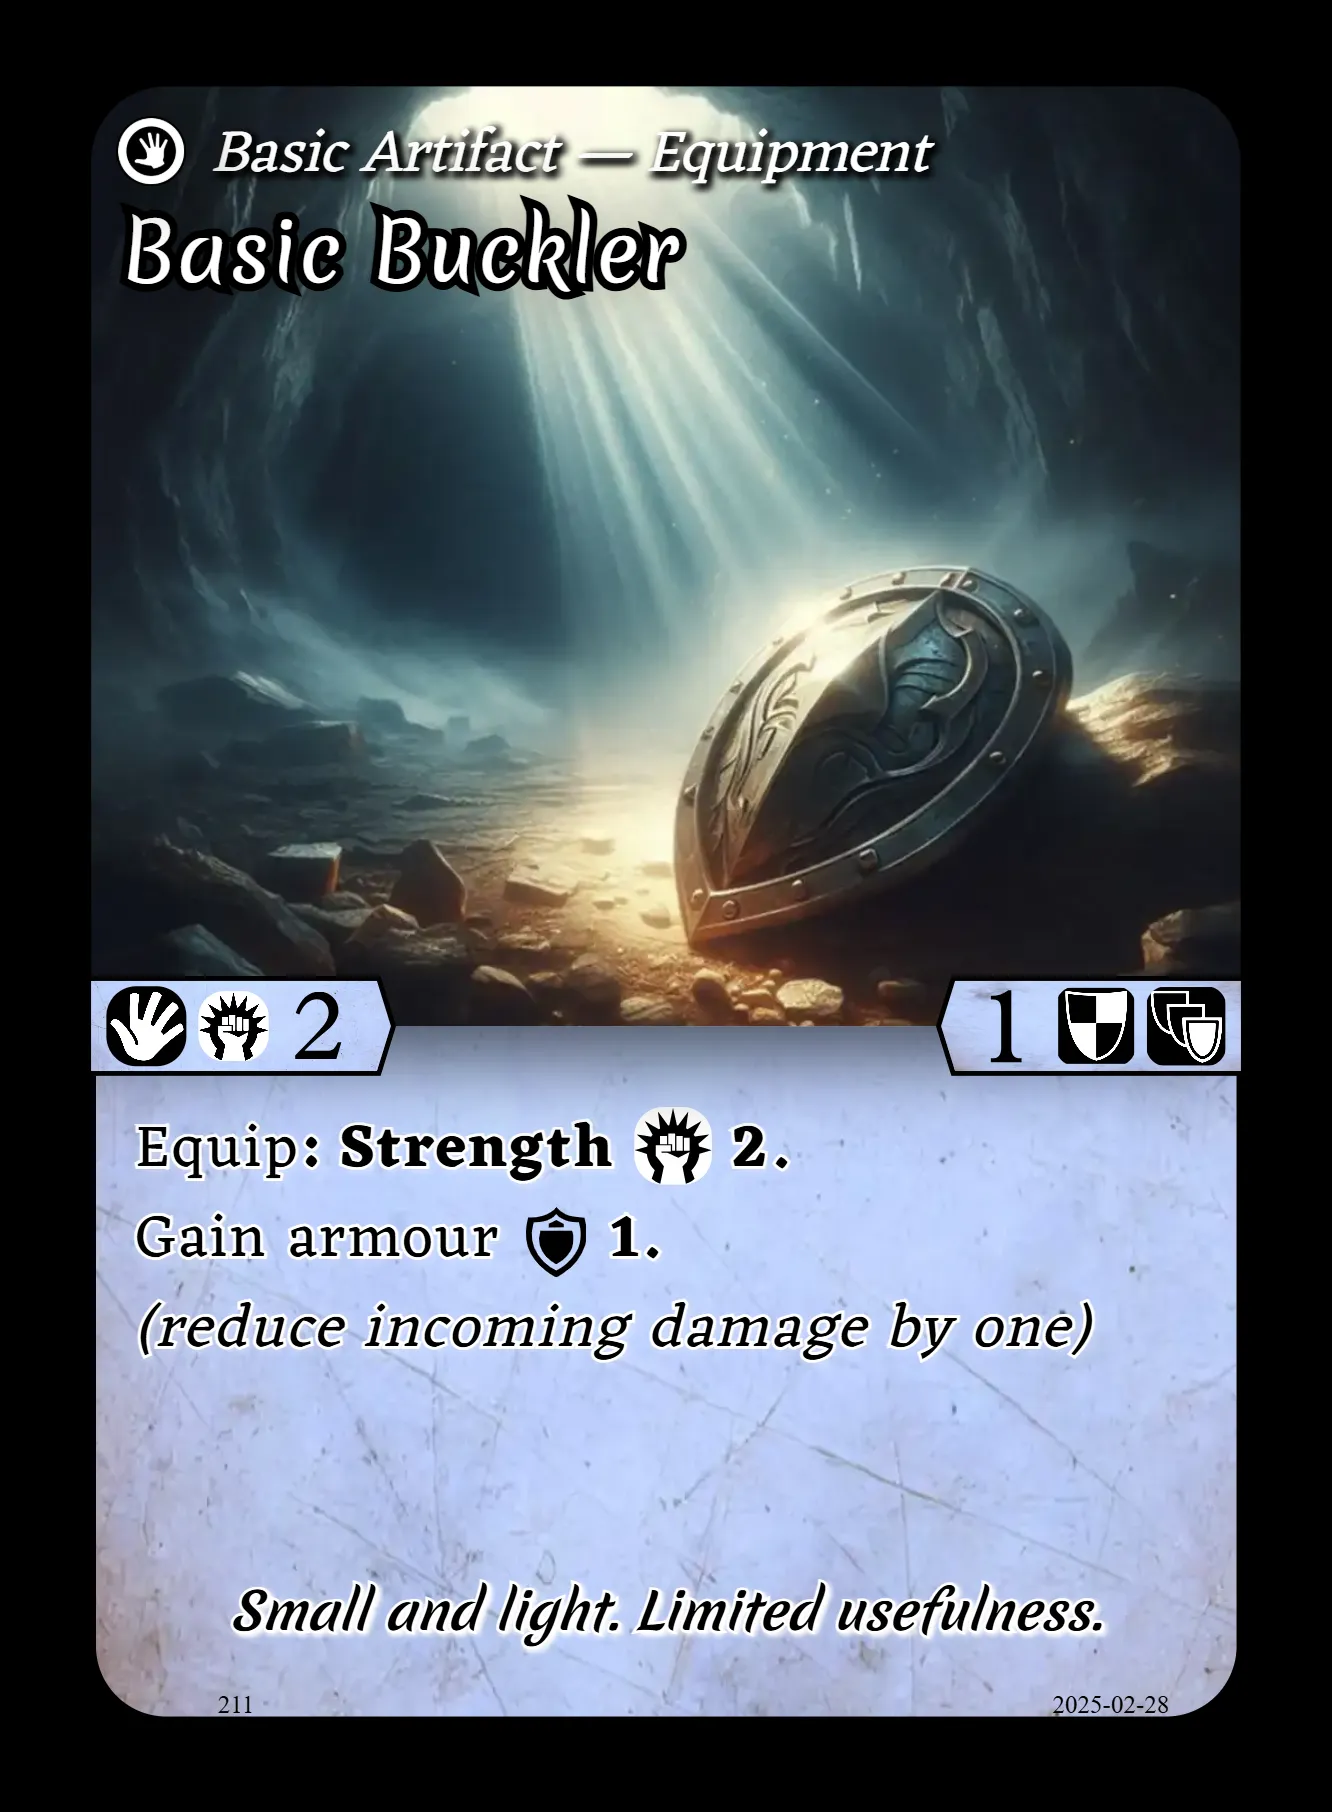 Basic Artifact — Equipment
Basic Buckler
2
1
Equip: Strength 2.
Gain armour 1.
(reduce incoming damage by one)
Small and light. Limited usefulness.
211
2025-02-28